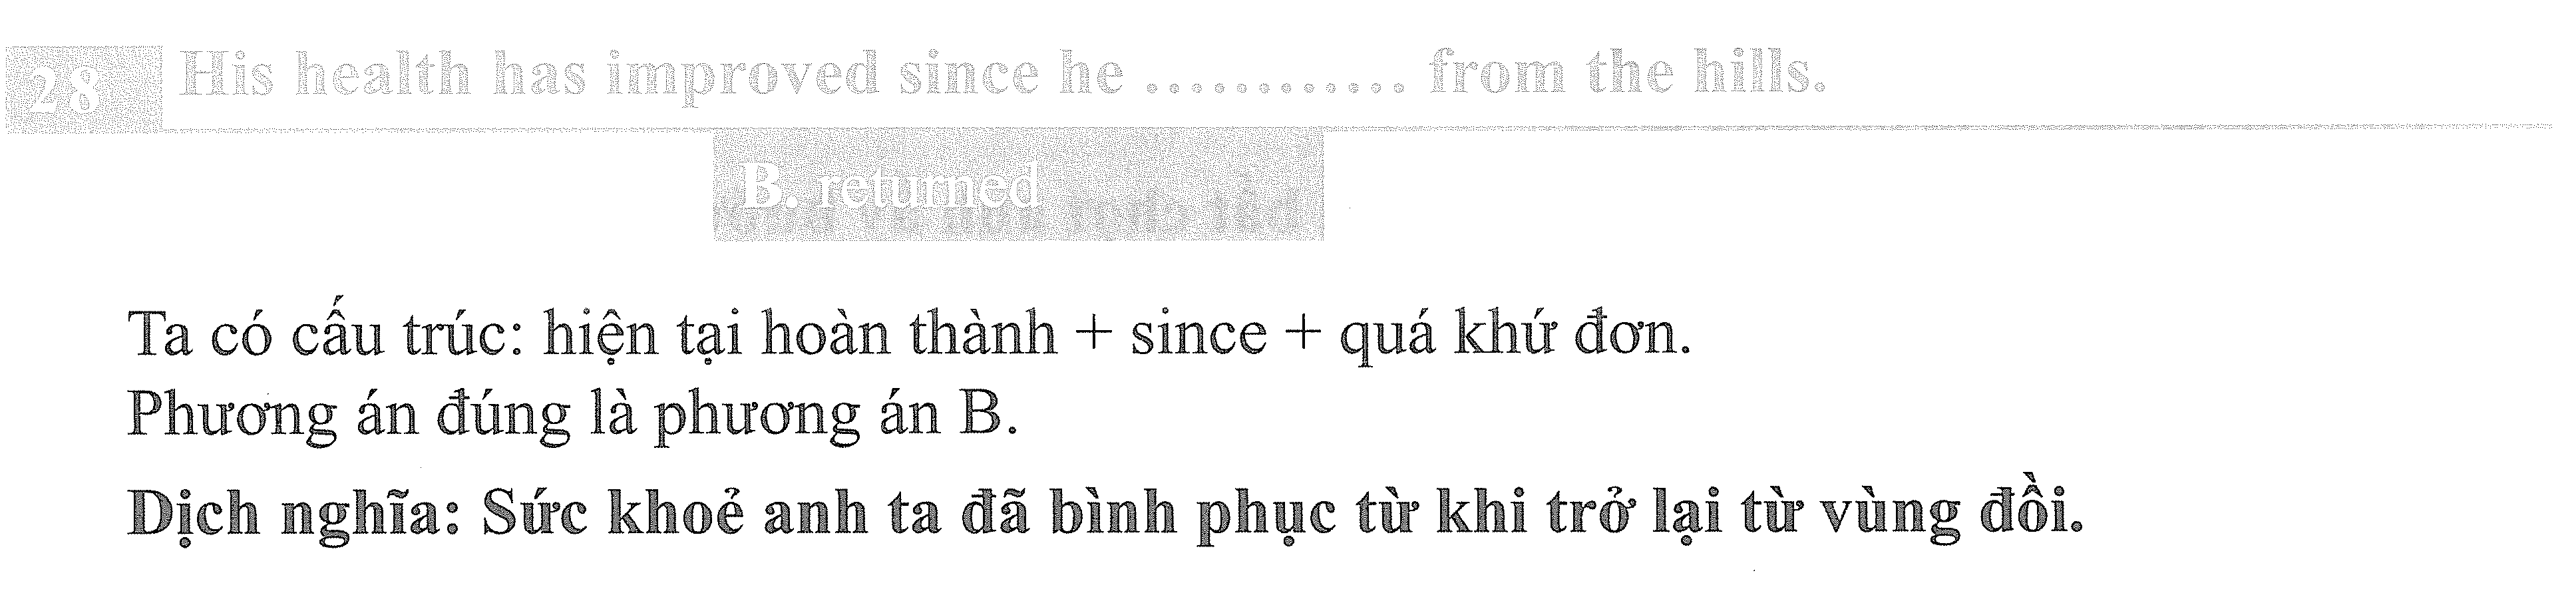 28 His health has improved since he ............ from the hills.
B. returned
Ta có cấu trúc: hiện tại hoàn thành + since + quá khứ đơn.
Phương án đúng là phương án B.
Dịch nghĩa: Sức khoẻ anh ta đã bình phục từ khi trở lại từ vùng đồi.